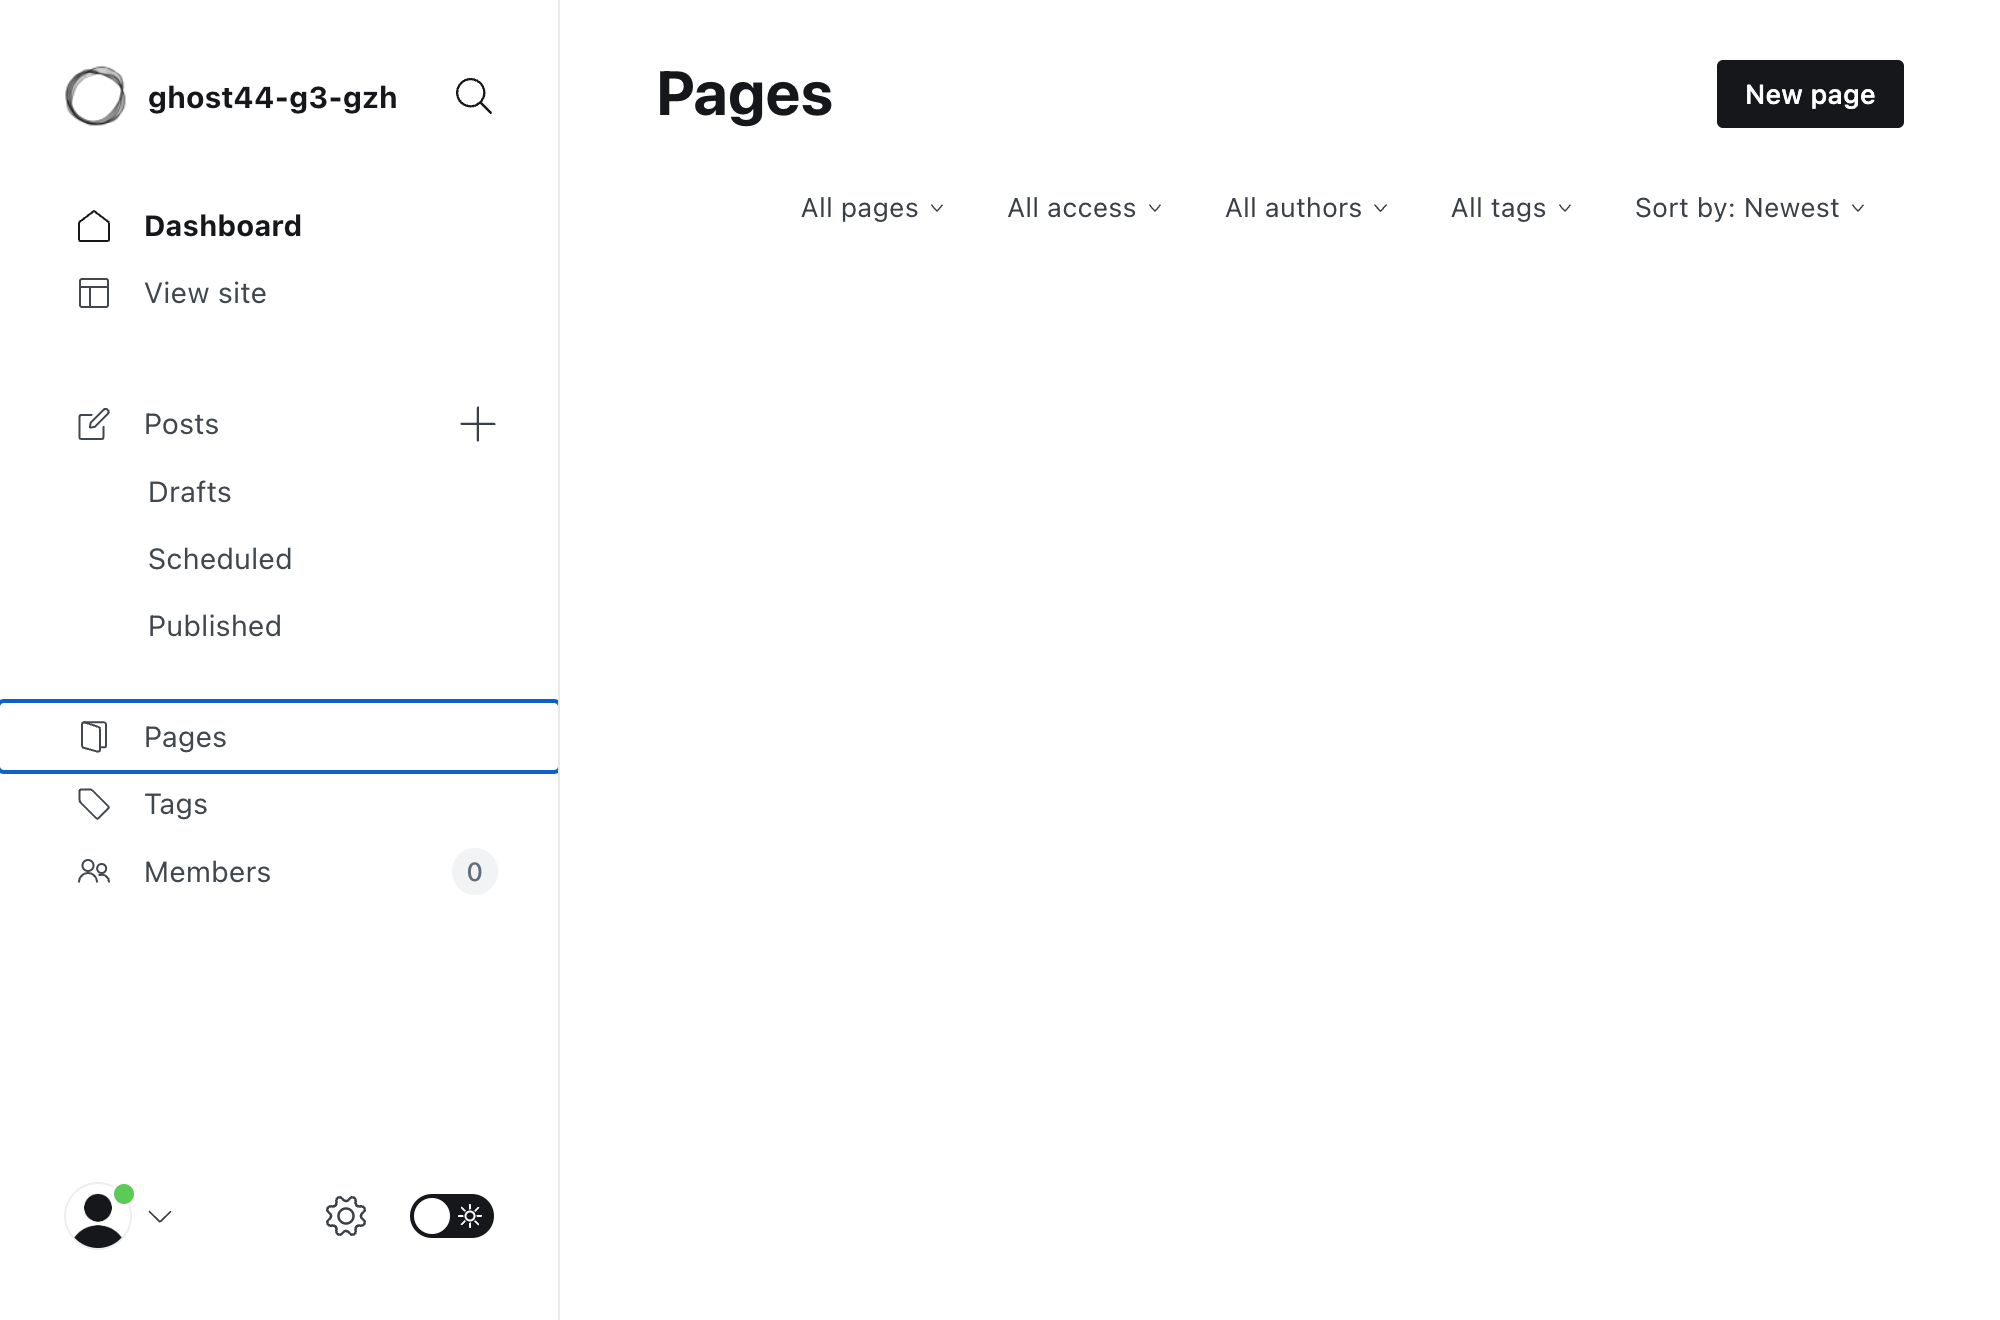 ghost44-g3-gzh
Dashboard
View site
Posts
Drafts
Scheduled
Published
Pages
Tags
Members 0
Pages
New page
All pages All access All authors All tags Sort by: Newest